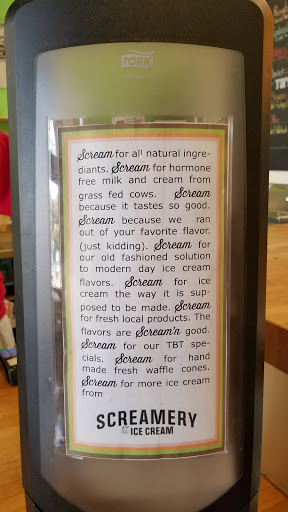 TORK
Scream for all natural ingre-
diants. Scream for hormone
free milk and cream from
grass fed cows. Scream
because it tastes so good.
Scream because we ran
out of your favorite flavor.
(Just kidding). Scream for
our old fashioned solution
to modern day ice cream
flavors. Scream for ice
cream the way it is sup-
posed to be made. Scream
for fresh local products. The
flavors are Scream'n good.
Scream for our TBT spe-
cials. Scream for hand
made fresh waffle cones.
Scream for more ice cream
from
SCREAMERY
ICE CREAM